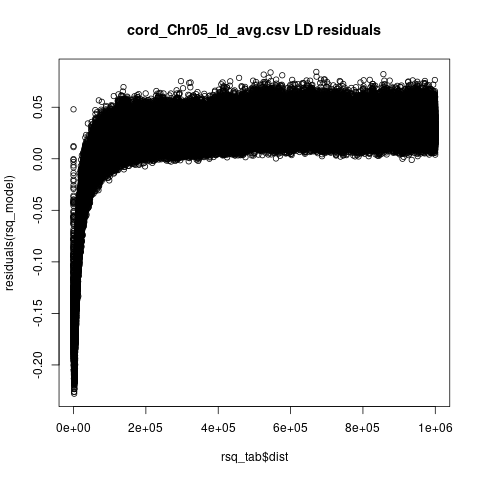 cord_Chr05_ld_avg.csv LD residuals
residuals(rsq_model)
0.05
0.00
-0.05
-0.10
-0.15
-0.20
0e+00 2e+05 4e+05 6e+05 8e+05 1e+06
rsq_tab$dist